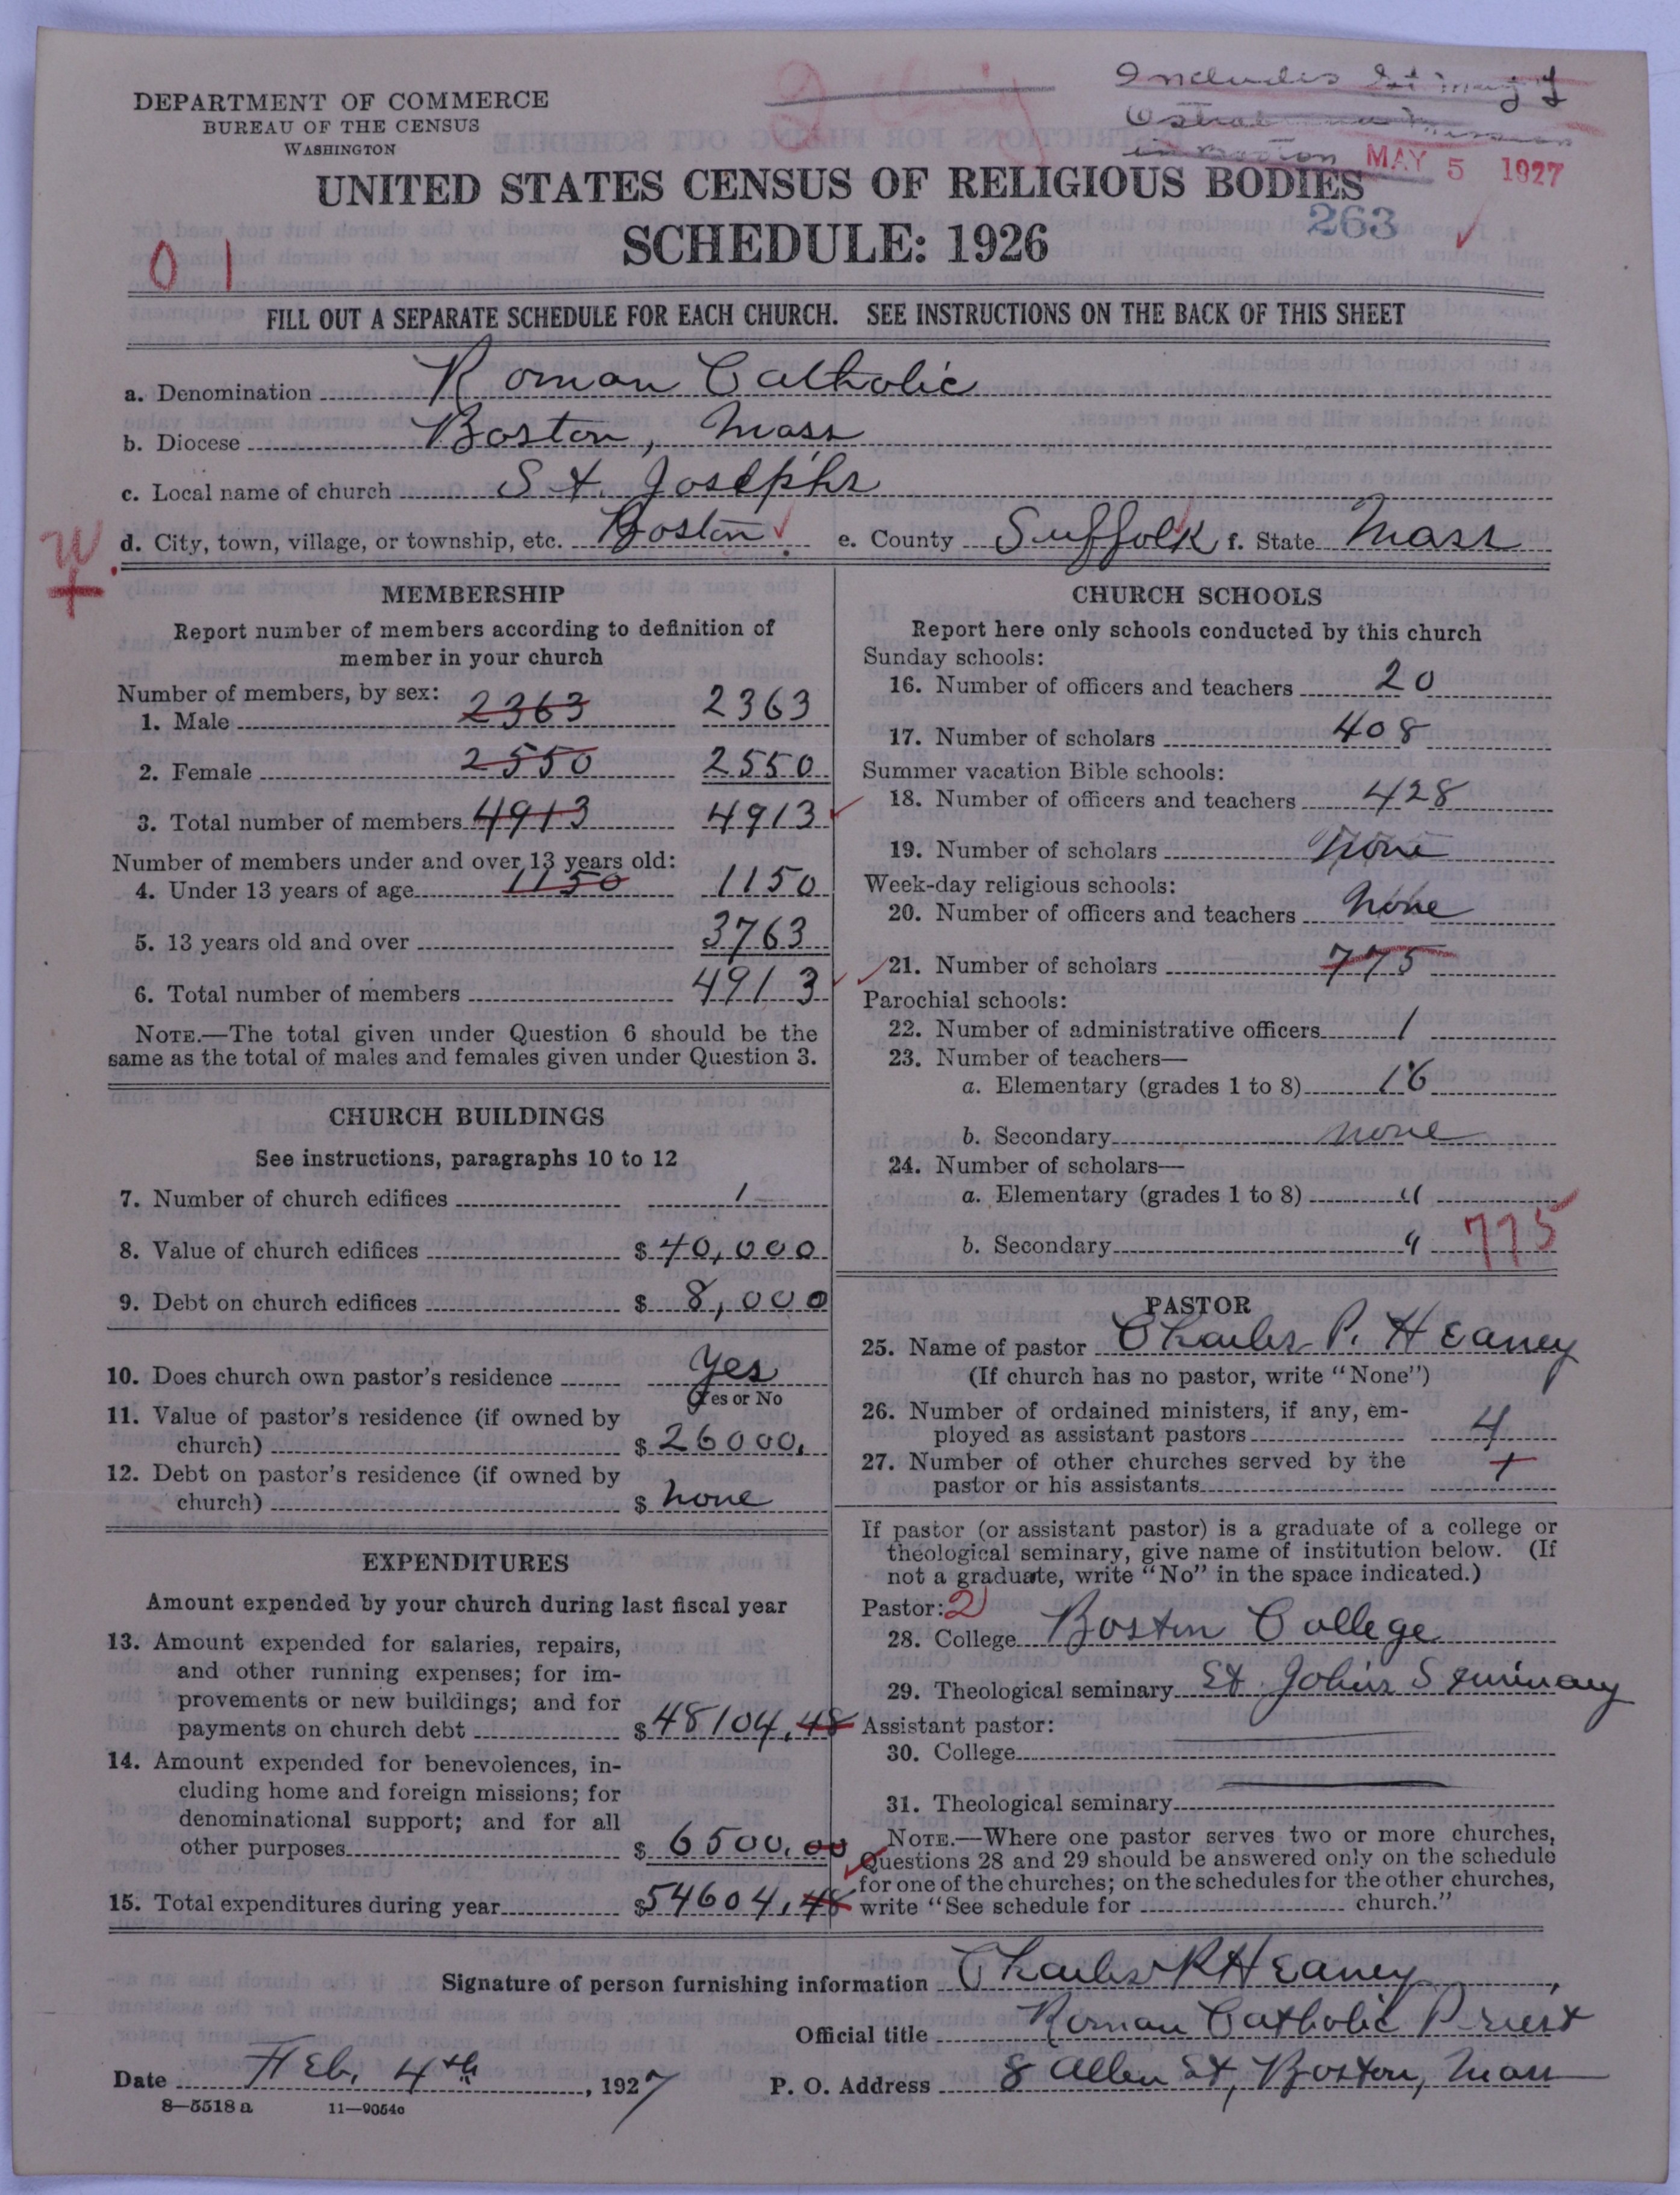 DEPARTMENT OF COMMERCE
BUREAU OF THE CENSUS
WASHINGTON
Includes St Mary of
in Boston
MAY 5 1927
UNITED STATES CENSUS OF RELIGIOUS BODIES
263
SCHEDULE: 1926
0 1
FILL OUT A SEPARATE SCHEDULE FOR EACH CHURCH. SEE INSTRUCTIONS ON THE BACK OF THIS SHEET
a. Denomination Roman Catholic
b. Diocese Boston, Mass
c. Local name of church St. Joseph's
d. City, town, village, or township, etc. Boston e. County Suffolk f. State Mass
W
+
MEMBERSHIP
Report number of members according to definition of
member in your church
Number of members, by sex:
1. Male 2363 2363
2. Female 2550 2550
3. Total number of members 4913 4913
Number of members under and over 13 years old:
4. Under 13 years of age 1150 1150
5. 13 years old and over 3763
6. Total number of members 4913
NOTE.—The total given under Question 6 should be the
same as the total of males and females given under Question 3.
CHURCH BUILDINGS
See instructions, paragraphs 10 to 12
7. Number of church edifices 1
8. Value of church edifices $ 40,000
9. Debt on church edifices $ 8,000
10. Does church own pastor's residence Yes
Yes or No
11. Value of pastor's residence (if owned by
church) $ 26000.
12. Debt on pastor's residence (if owned by
church) $ none
EXPENDITURES
Amount expended by your church during last fiscal year
13. Amount expended for salaries, repairs,
and other running expenses; for im-
provements or new buildings; and for
payments on church debt $ 48104.48
14. Amount expended for benevolences, in-
cluding home and foreign missions; for
denominational support; and for all
other purposes $ 6500.00
15. Total expenditures during year $ 54604.48
CHURCH SCHOOLS
Report here only schools conducted by this church
Sunday schools:
16. Number of officers and teachers 20
17. Number of scholars 408
Summer vacation Bible schools:
18. Number of officers and teachers 428
19. Number of scholars none
Week-day religious schools:
20. Number of officers and teachers none
21. Number of scholars 775
Parochial schools:
22. Number of administrative officers 1
23. Number of teachers—
a. Elementary (grades 1 to 8) 16
b. Secondary none
24. Number of scholars—
a. Elementary (grades 1 to 8) "
b. Secondary " 775
PASTOR
25. Name of pastor Charles P. Heaney
(If church has no pastor, write "None")
26. Number of ordained ministers, if any, em-
ployed as assistant pastors 4
27. Number of other churches served by the
pastor or his assistants
If pastor (or assistant pastor) is a graduate of a college or
theological seminary, give name of institution below. (If
not a graduate, write "No" in the space indicated.)
Pastor: 2
28. College Boston College
29. Theological seminary St. John's Seminary
Assistant pastor:
30. College
31. Theological seminary
NOTE.—Where one pastor serves two or more churches,
Questions 28 and 29 should be answered only on the schedule
for one of the churches; on the schedules for the other churches,
write "See schedule for church."
Signature of person furnishing information Charles P Heaney
Official title Roman Catholic Priest
Date Feb. 4th, 1927 P. O. Address 8 Allen St, Boston, Mass
8—5518 a 11—9054c